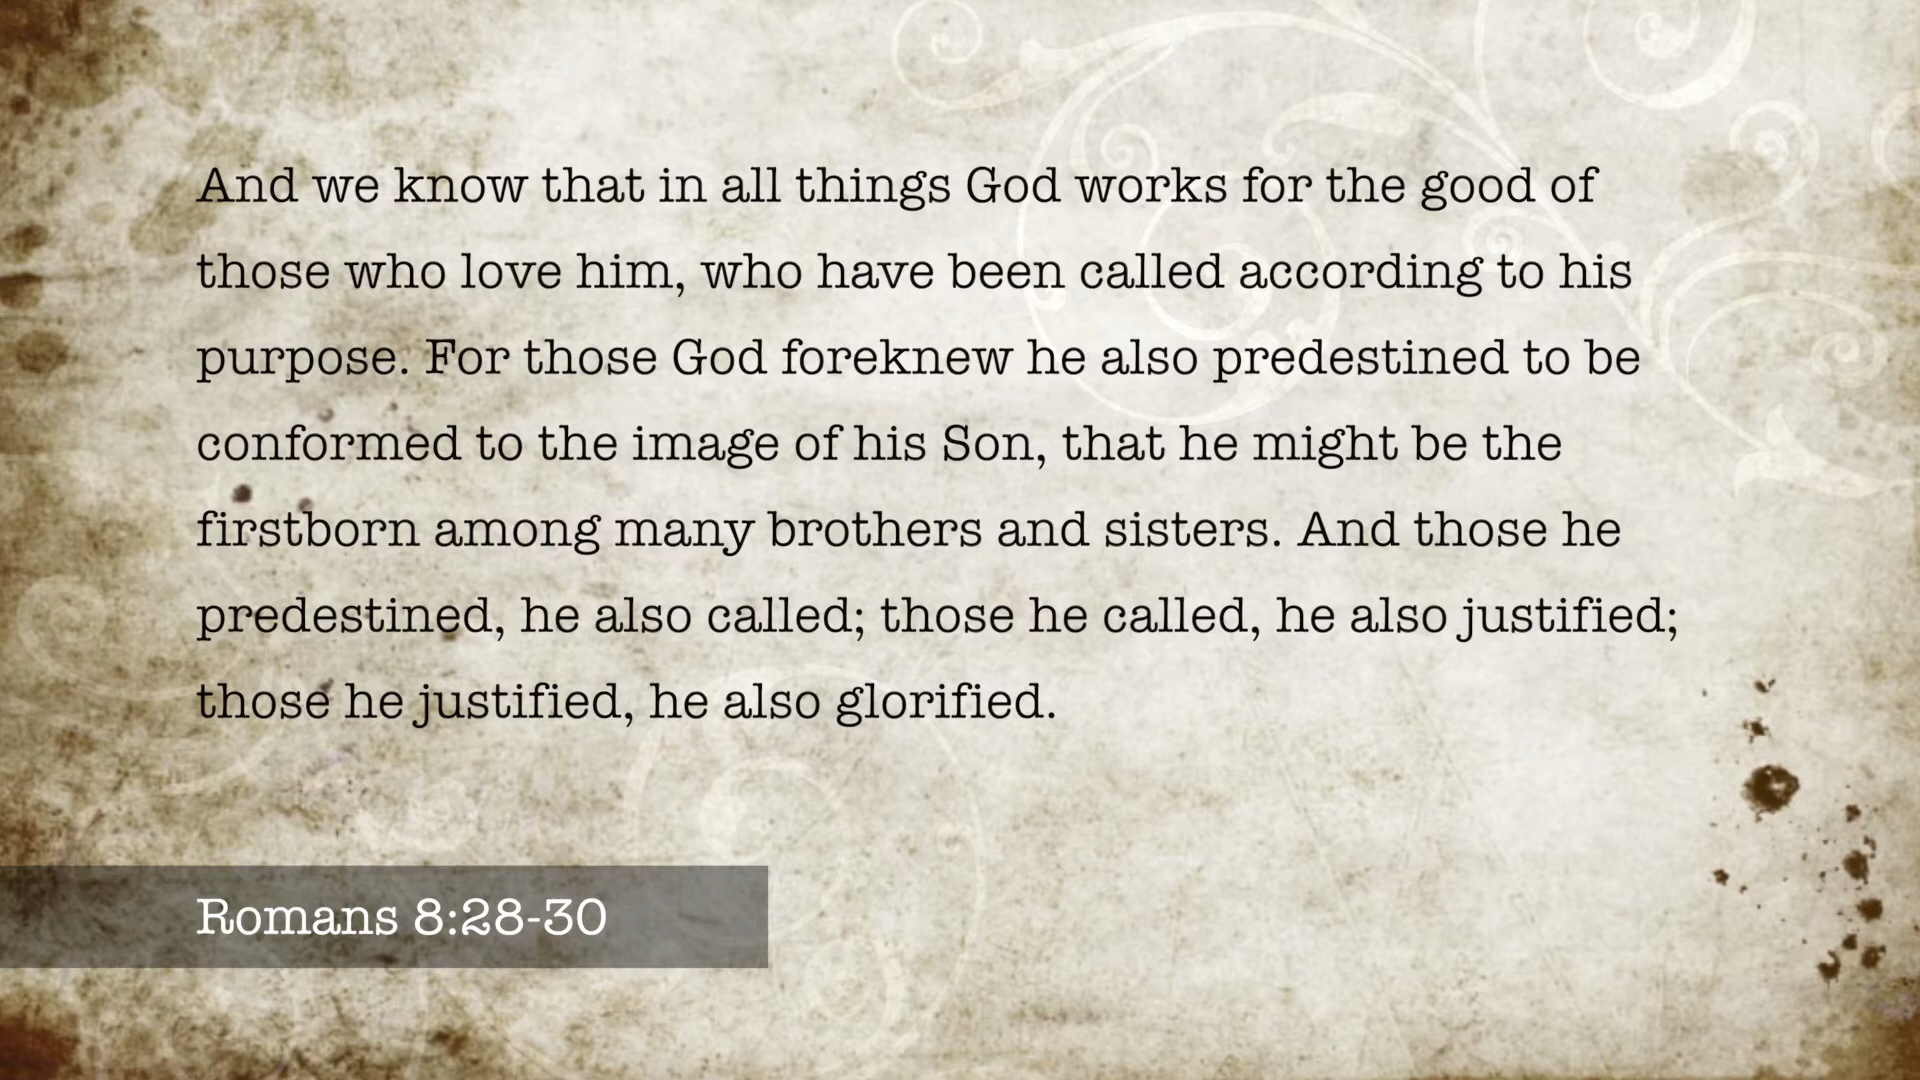 And we know that in all things God works for the good of
those who love him, who have been called according to his
purpose. For those God foreknew he also predestined to be
conformed to the image of his Son, that he might be the
firstborn among many brothers and sisters. And those he
predestined, he also called; those he called, he also justified;
those he justified, he also glorified.
Romans 8:28-30